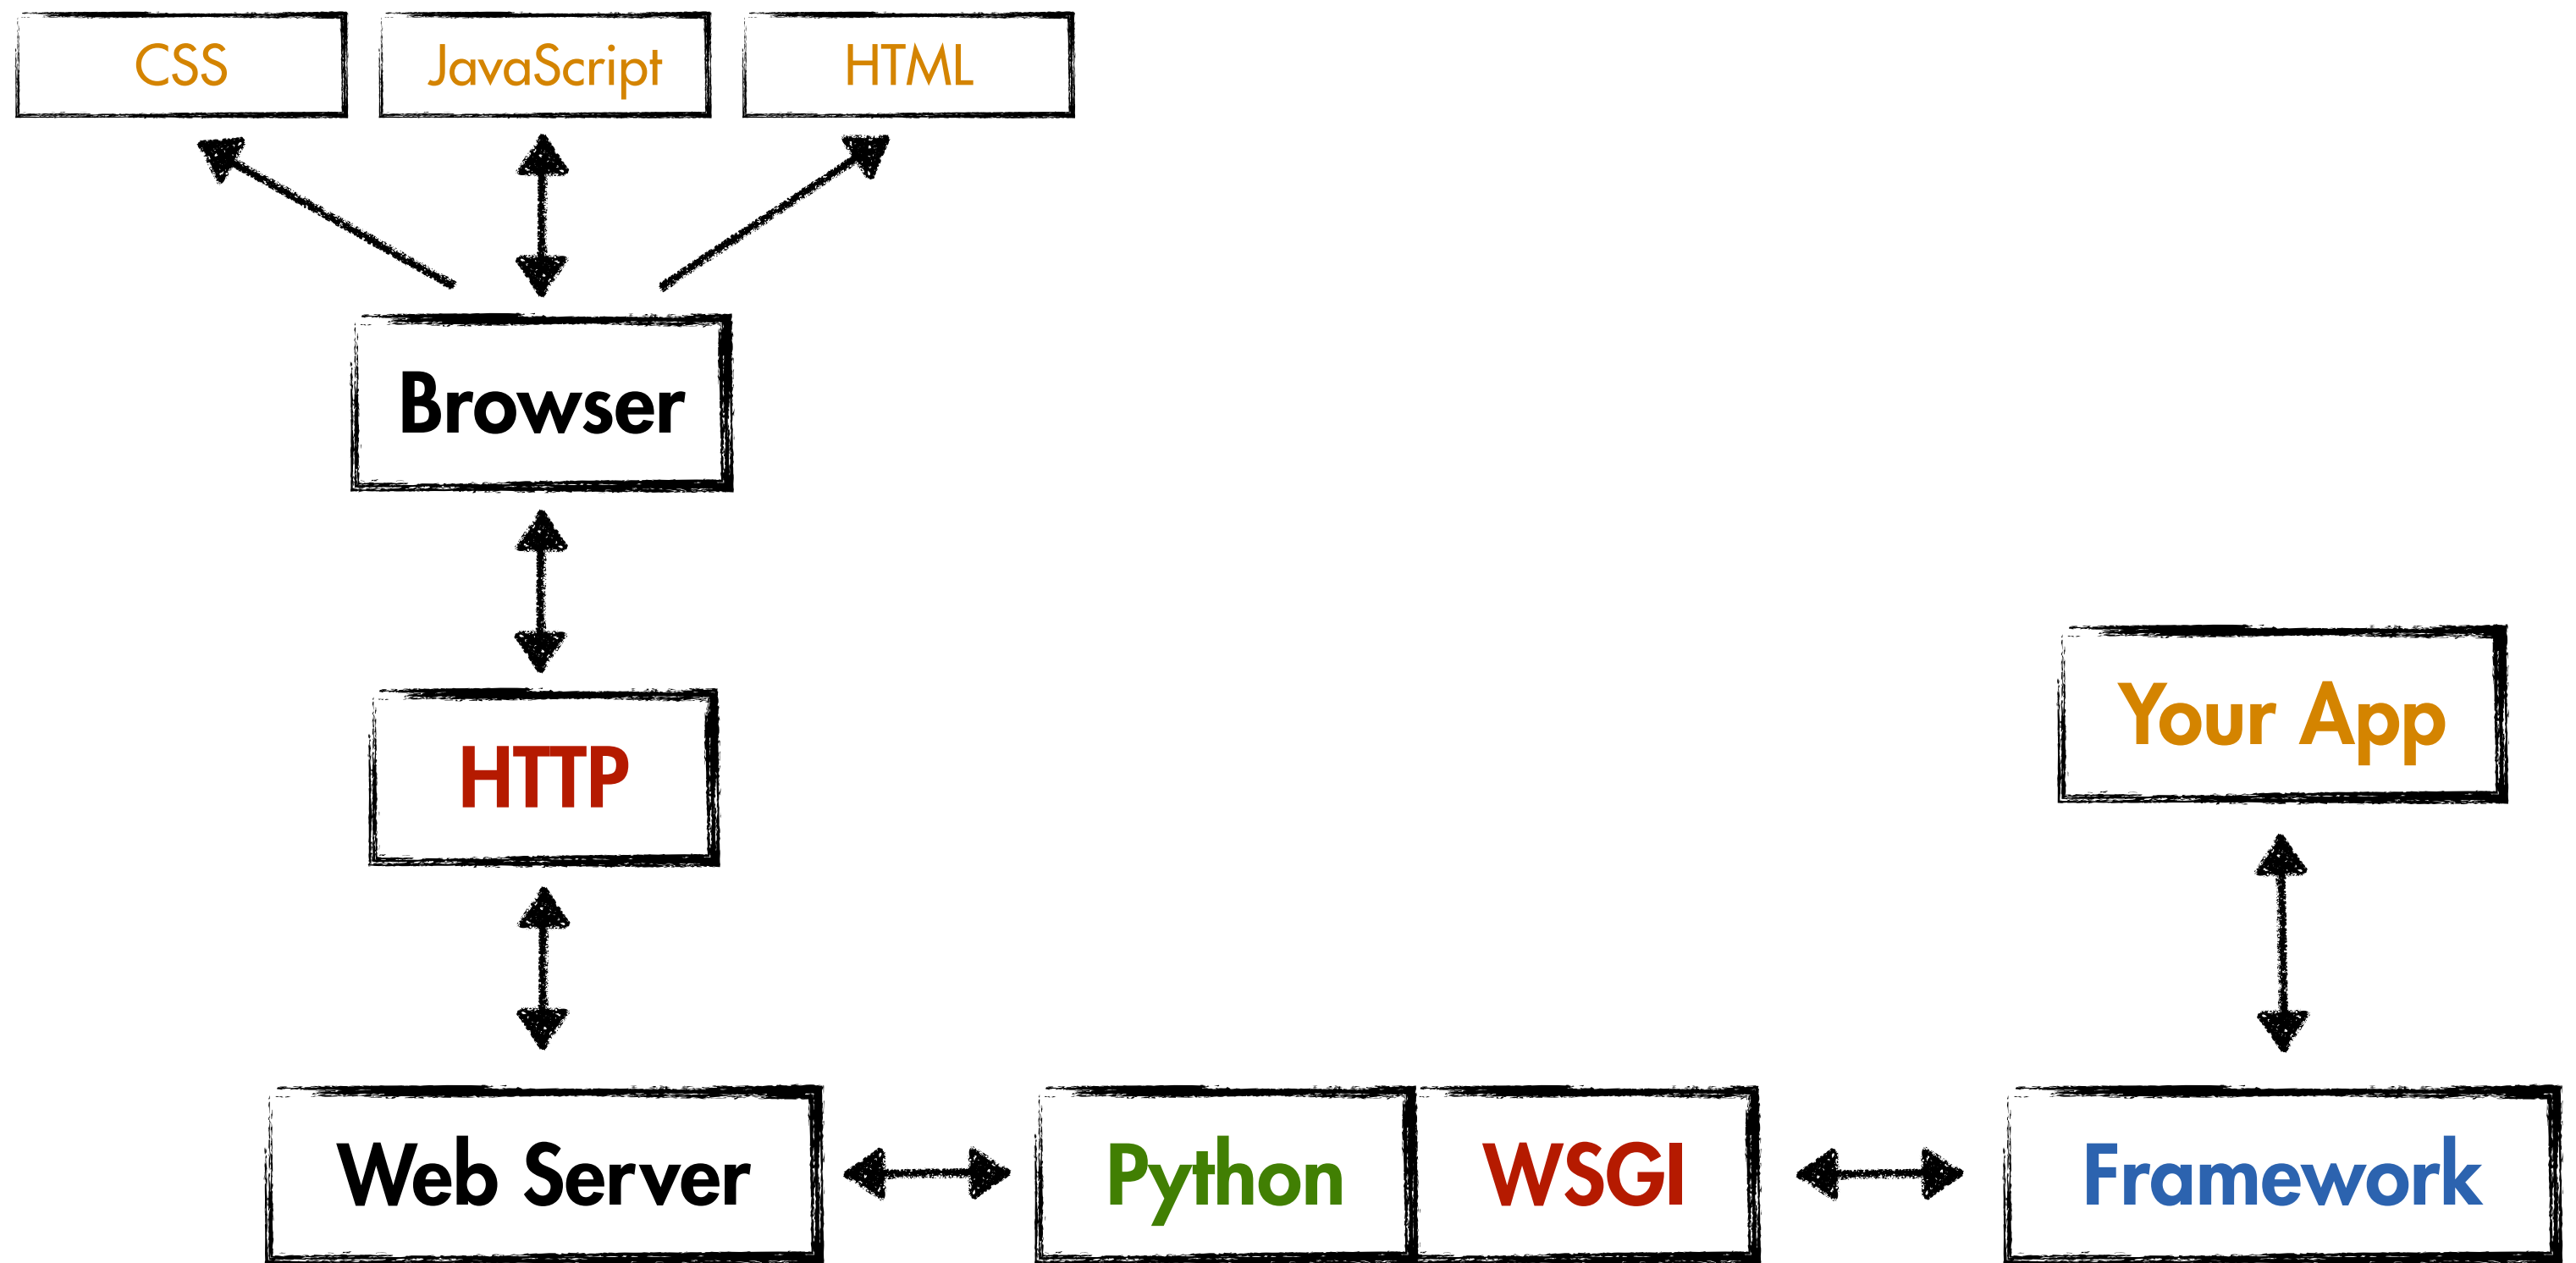 CSS
JavaScript
HTML
Browser
HTTP
Your App
Web Server
Python
WSGI
Framework